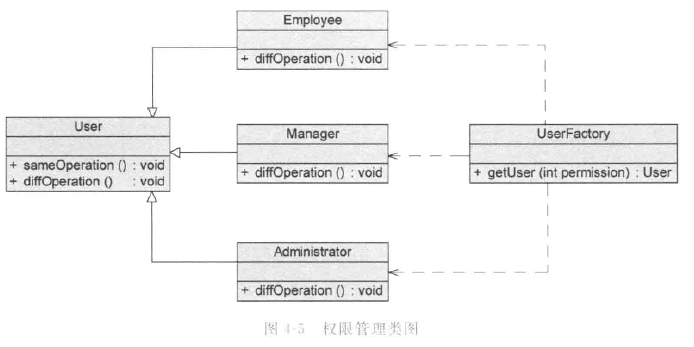 Employee
+ diffOperation () : void
User
+ sameOperation () : void
+ diffOperation () : void
Manager
+ diffOperation () : void
UserFactory
+ getUser (int permission) : User
Administrator
+ diffOperation () : void
图 4-5 权限管理类图